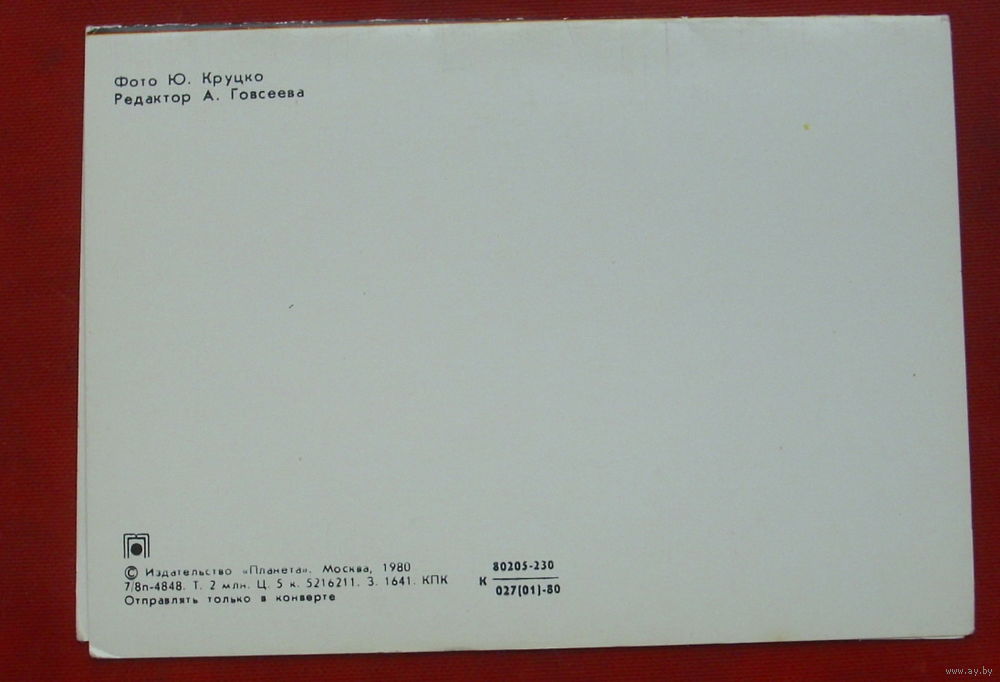 Фото Ю. Круцко
Редактор А. Говсеева
© Издательство «Планета». Москва, 1980
7/8п-4848. Т. 2 млн. Ц. 5 к. 5216211. З. 1641. КПК
Отправлять только в конверте
80205-230
К
027(01)-80
www.ay.by